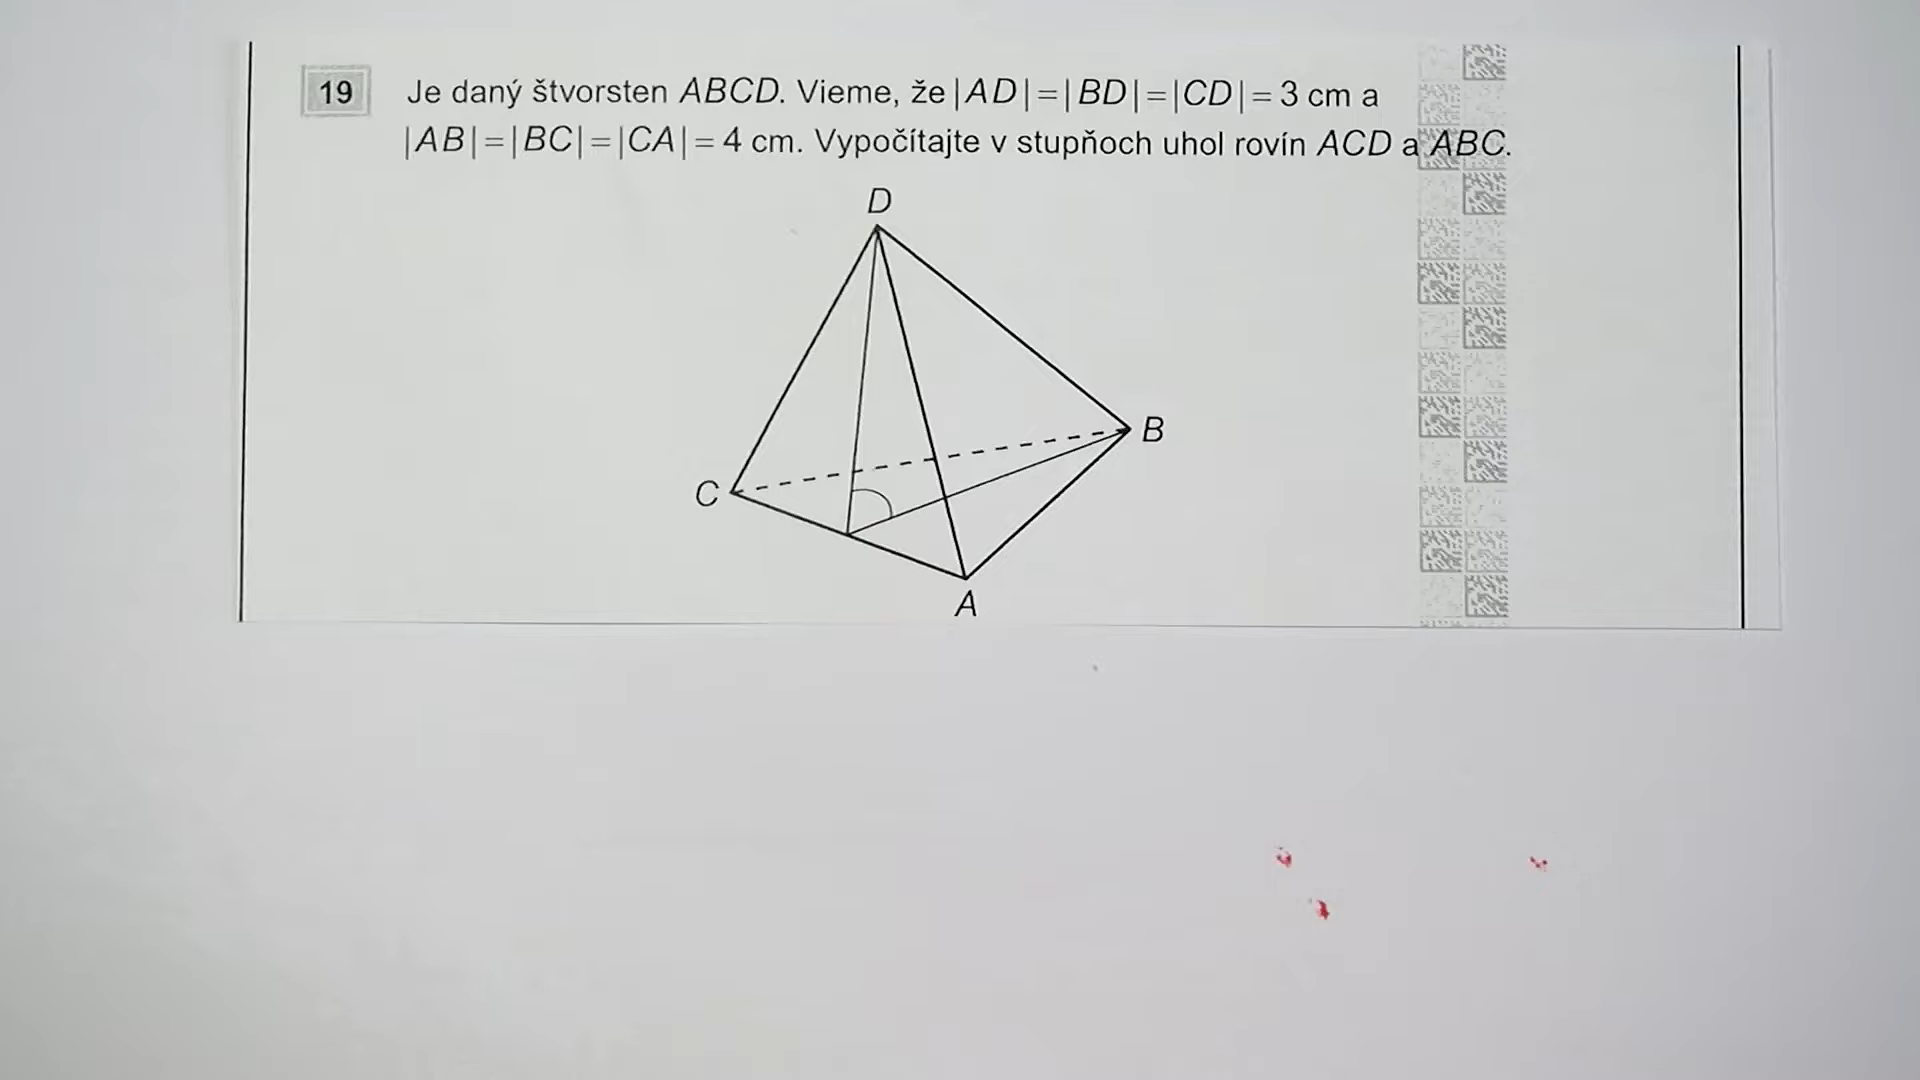 19 Je daný štvorsten ABCD. Vieme, že |AD|=|BD|=|CD|= 3 cm a
|AB|=|BC|=|CA|= 4 cm. Vypočítajte v stupňoch uhol rovín ACD a ABC.
D
B
C
A